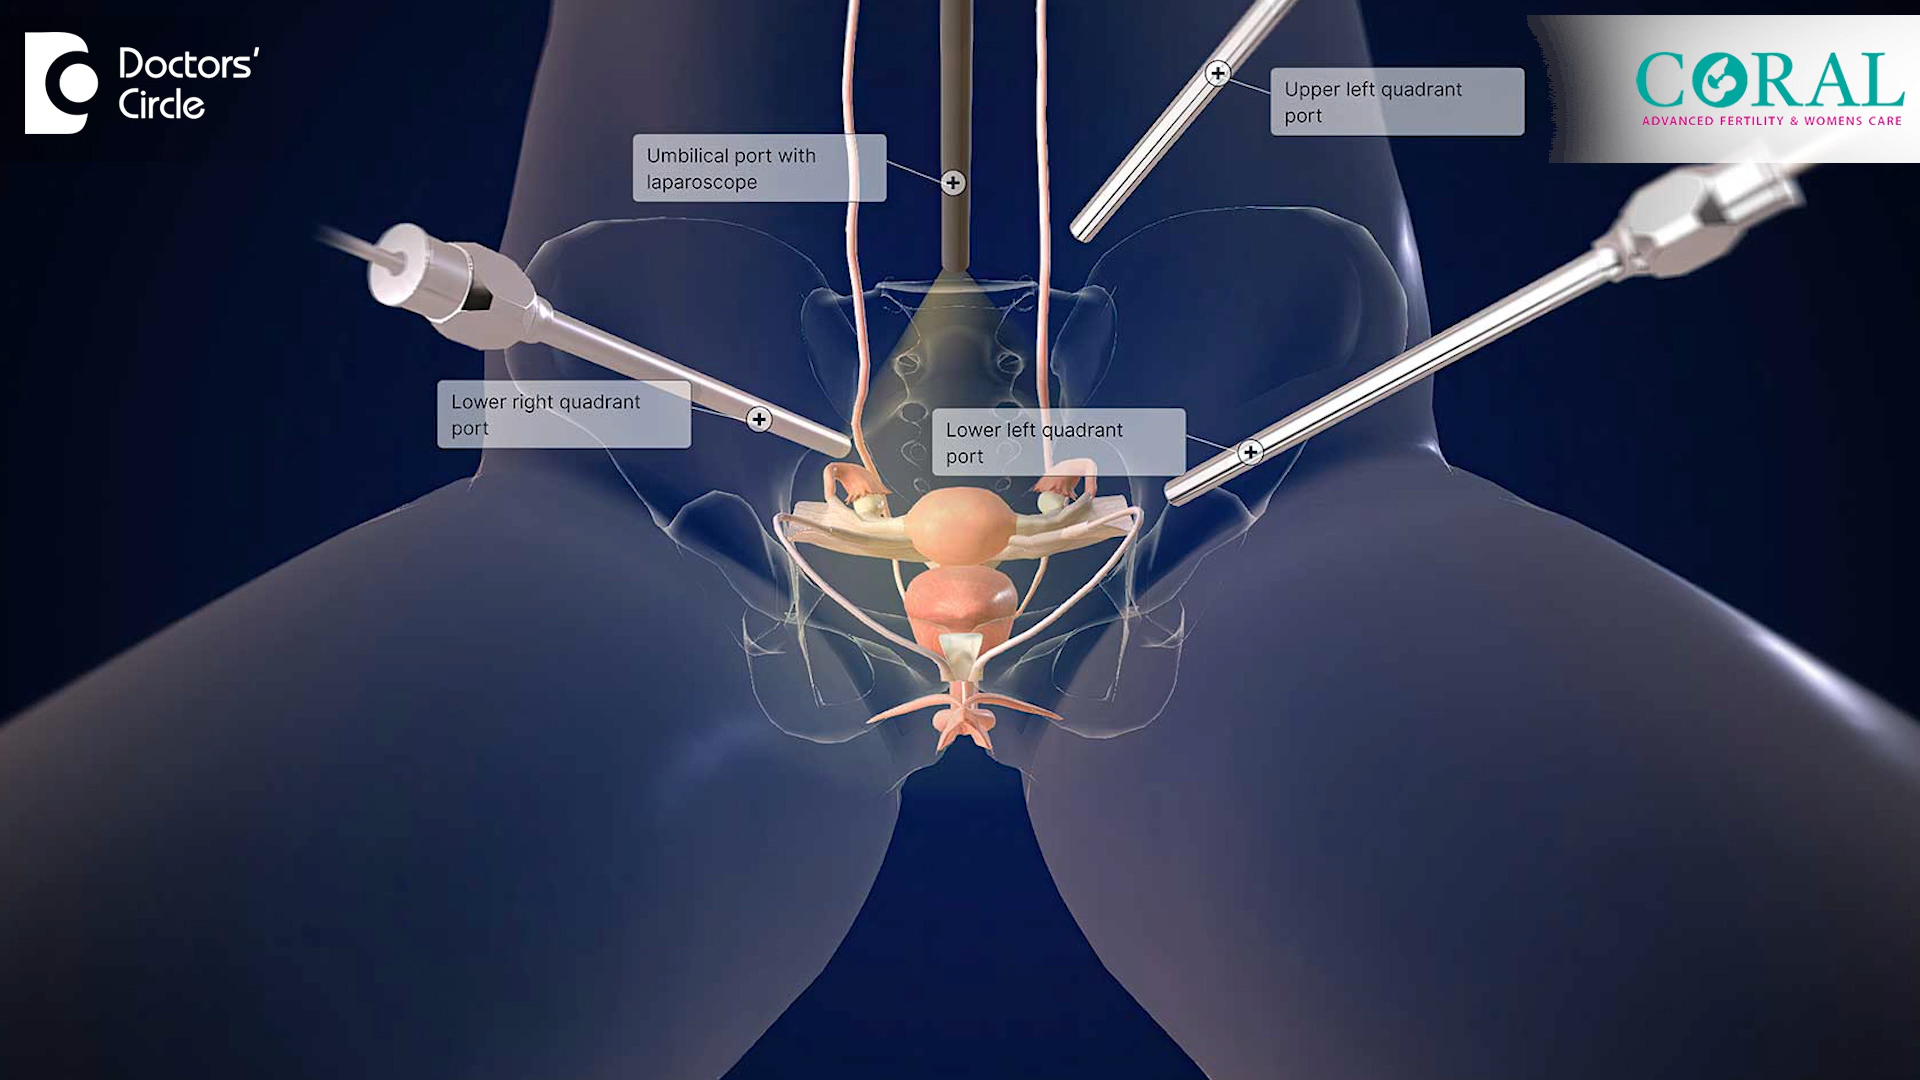 Doctors'
Circle
CORAL
ADVANCED FERTILITY & WOMENS CARE
Upper left quadrant
port
Umbilical port with
laparoscope
Lower right quadrant
port
Lower left quadrant
port